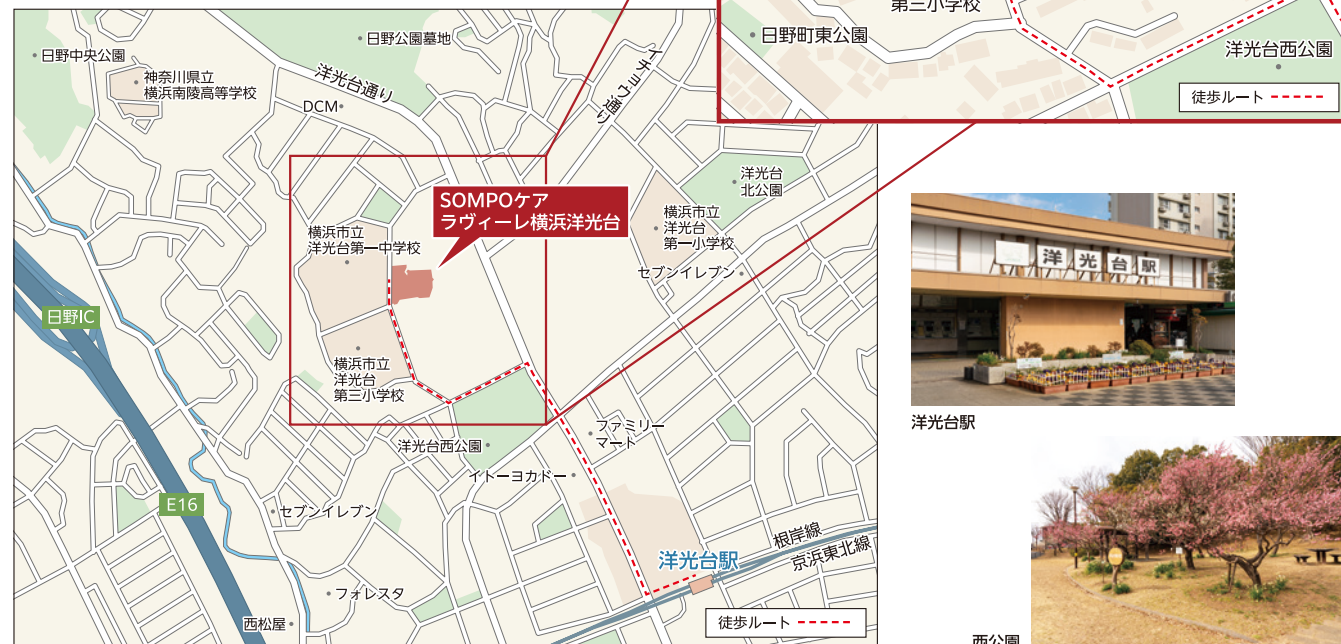 第三小学校
日野町東公園
洋光台西公園
徒歩ルート
日野中央公園
日野公園墓地
神奈川県立
横浜南陵高等学校
洋光台通り
DCM
イチョウ通り
SOMPOケア
ラヴィーレ横浜洋光台
洋光台
北公園
横浜市立
洋光台第一中学校
横浜市立
洋光台
第一小学校
セブンイレブン
日野IC
横浜市立
洋光台
第三小学校
洋光台西公園
ファミリー
マート
イトーヨカドー
E16
セブンイレブン
根岸線
京浜東北線
洋光台駅
フォレスタ
西松屋
徒歩ルート
洋光台駅
洋光台駅
西公園